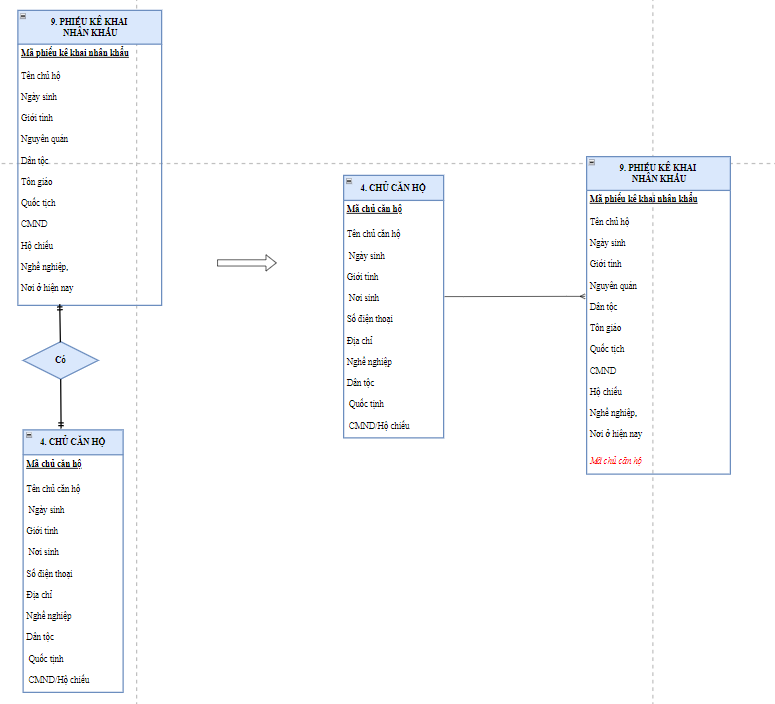 9. PHIẾU KÊ KHAI
NHÂN KHẨU
Mã phiếu kê khai nhân khẩu
Tên chủ hộ
Ngày sinh
Giới tính
Nguyên quán
Dân tộc
Tôn giáo
Quốc tịch
CMND
Hộ chiếu
Nghề nghiệp,
Nơi ở hiện nay
Có
4. CHỦ CĂN HỘ
Mã chủ căn hộ
Tên chủ căn hộ
Ngày sinh
Giới tính
Nơi sinh
Số điện thoại
Địa chỉ
Nghề nghiệp
Dân tộc
Quốc tịnh
CMND/Hộ chiếu
4. CHỦ CĂN HỘ
Mã chủ căn hộ
Tên chủ căn hộ
Ngày sinh
Giới tính
Nơi sinh
Số điện thoại
Địa chỉ
Nghề nghiệp
Dân tộc
Quốc tịnh
CMND/Hộ chiếu
9. PHIẾU KÊ KHAI
NHÂN KHẨU
Mã phiếu kê khai nhân khẩu
Tên chủ hộ
Ngày sinh
Giới tính
Nguyên quán
Dân tộc
Tôn giáo
Quốc tịch
CMND
Hộ chiếu
Nghề nghiệp,
Nơi ở hiện nay
Mã chủ căn hộ